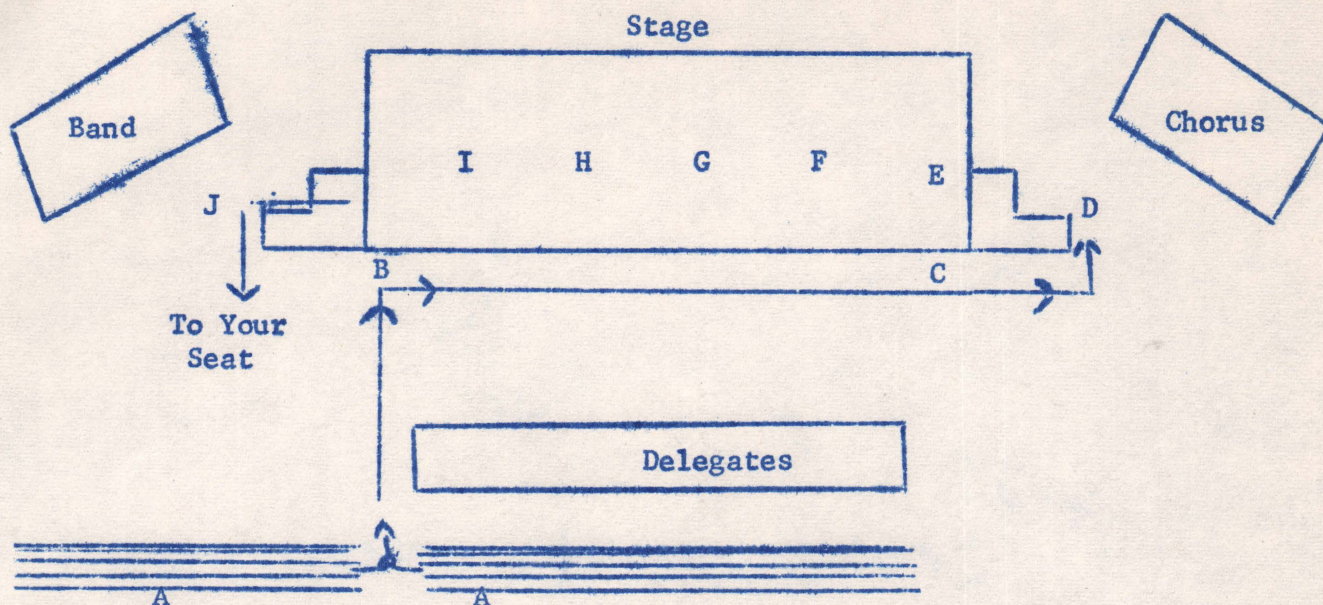 Stage
Band
Chorus
I H G F E
J
D
B
C
To Your
Seat
Delegates
A A